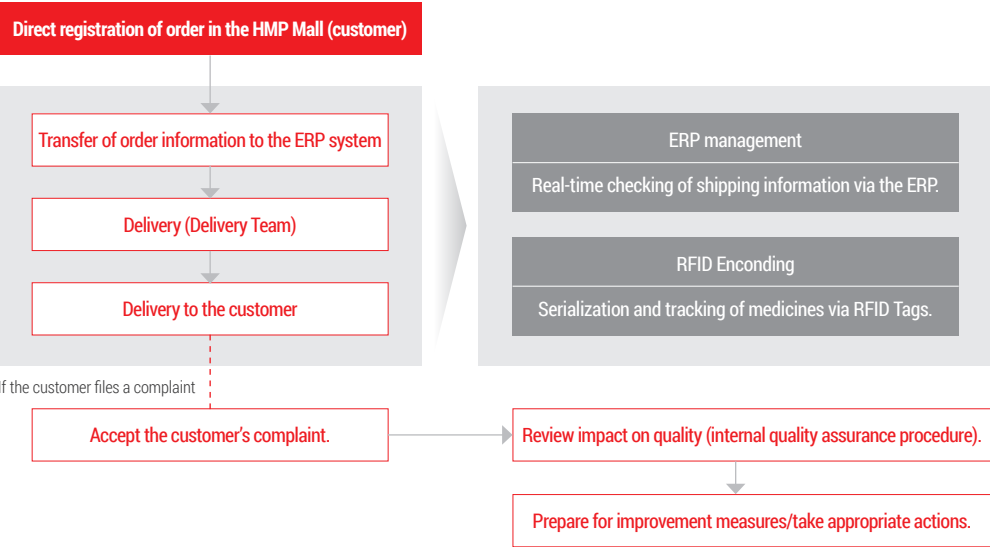 Direct registration of order in the HMP Mall (customer)
Transfer of order information to the ERP system
Delivery (Delivery Team)
Delivery to the customer
ERP management
Real-time checking of shipping information via the ERP.
RFID Enconding
Serialization and tracking of medicines via RFID Tags.
If the customer files a complaint
Accept the customer's complaint.
Review impact on quality (internal quality assurance procedure).
Prepare for improvement measures/take appropriate actions.